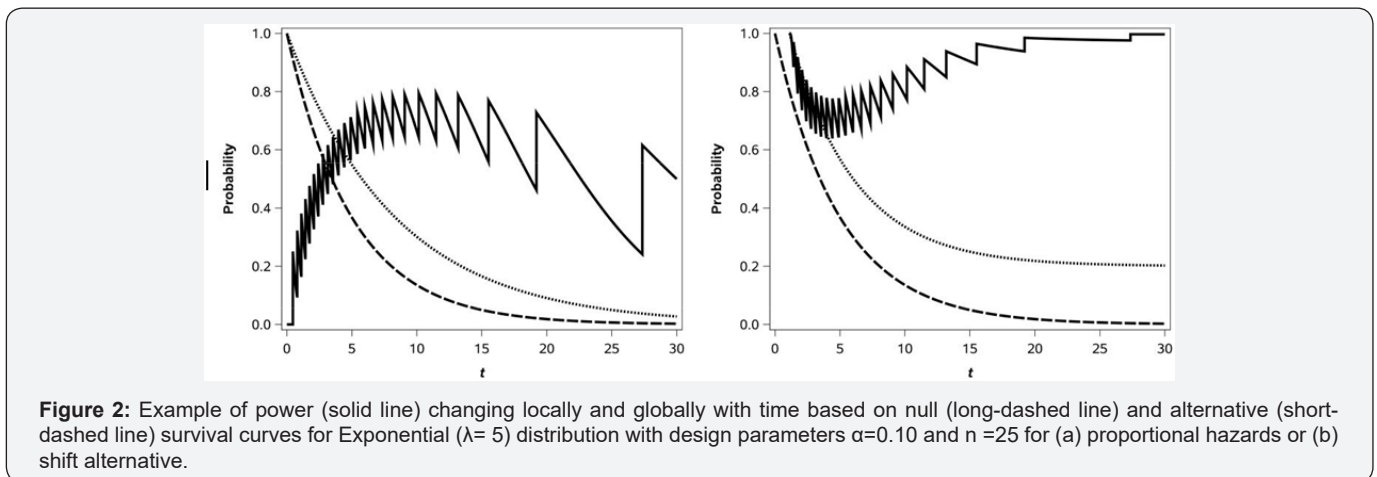 1.0
0.8
0.6
0.4
0.2
0.0
Probability
0 5 10 15 20 25 30
t
1.0
0.8
0.6
0.4
0.2
0.0
Probability
0 5 10 15 20 25 30
t
Figure 2: Example of power (solid line) changing locally and globally with time based on null (long-dashed line) and alternative (short-
dashed line) survival curves for Exponential (λ= 5) distribution with design parameters α=0.10 and n =25 for (a) proportional hazards or (b)
shift alternative.